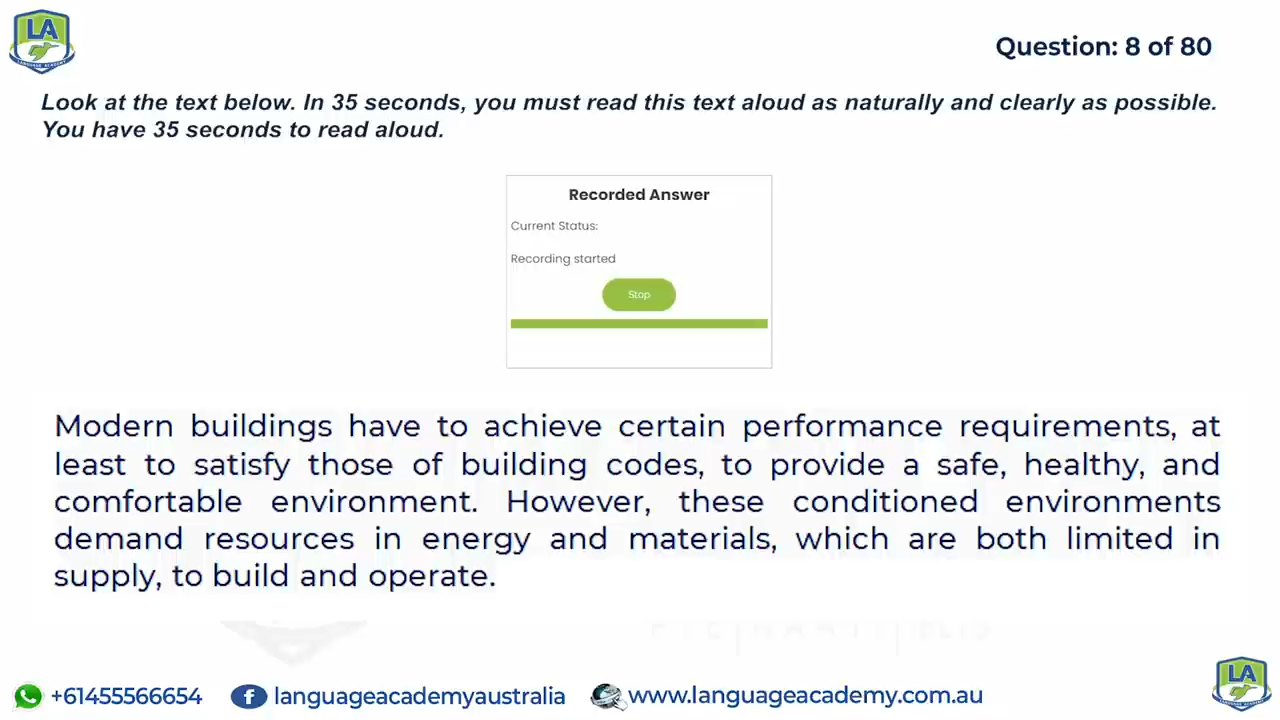 LA
LANGUAGE ACADEMY
Question: 8 of 80
Look at the text below. In 35 seconds, you must read this text aloud as naturally and clearly as possible.
You have 35 seconds to read aloud.
Recorded Answer
Current Status:
Recording started
Stop
Modern buildings have to achieve certain performance requirements, at
least to satisfy those of building codes, to provide a safe, healthy, and
comfortable environment. However, these conditioned environments
demand resources in energy and materials, which are both limited in
supply, to build and operate.
+61455566654
languageacademyaustralia
www.languageacademy.com.au
LA
LANGUAGE ACADEMY